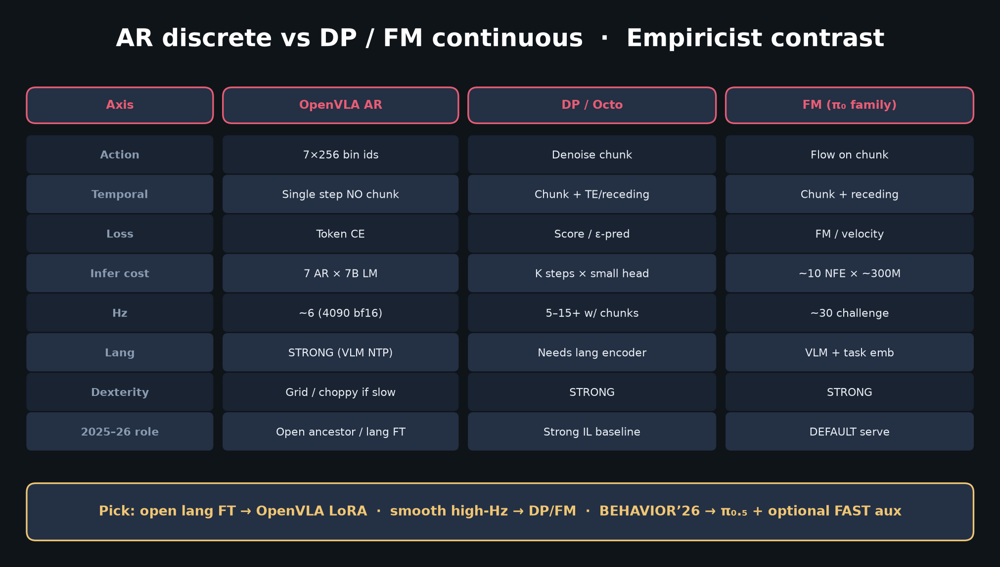 AR discrete vs DP / FM continuous · Empiricist contrast
Axis
OpenVLA AR
DP / Octo
FM (π₀ family)
Action
7×256 bin ids
Denoise chunk
Flow on chunk
Temporal
Single step NO chunk
Chunk + TE/receding
Chunk + receding
Loss
Token CE
Score / ε-pred
FM / velocity
Infer cost
7 AR × 7B LM
K steps × small head
~10 NFE × ~300M
Hz
~6 (4090 bf16)
5–15+ w/ chunks
~30 challenge
Lang
STRONG (VLM NTP)
Needs lang encoder
VLM + task emb
Dexterity
Grid / choppy if slow
STRONG
STRONG
2025–26 role
Open ancestor / lang FT
Strong IL baseline
DEFAULT serve
Pick: open lang FT → OpenVLA LoRA · smooth high-Hz → DP/FM · BEHAVIOR’26 → π₀.₅ + optional FAST aux